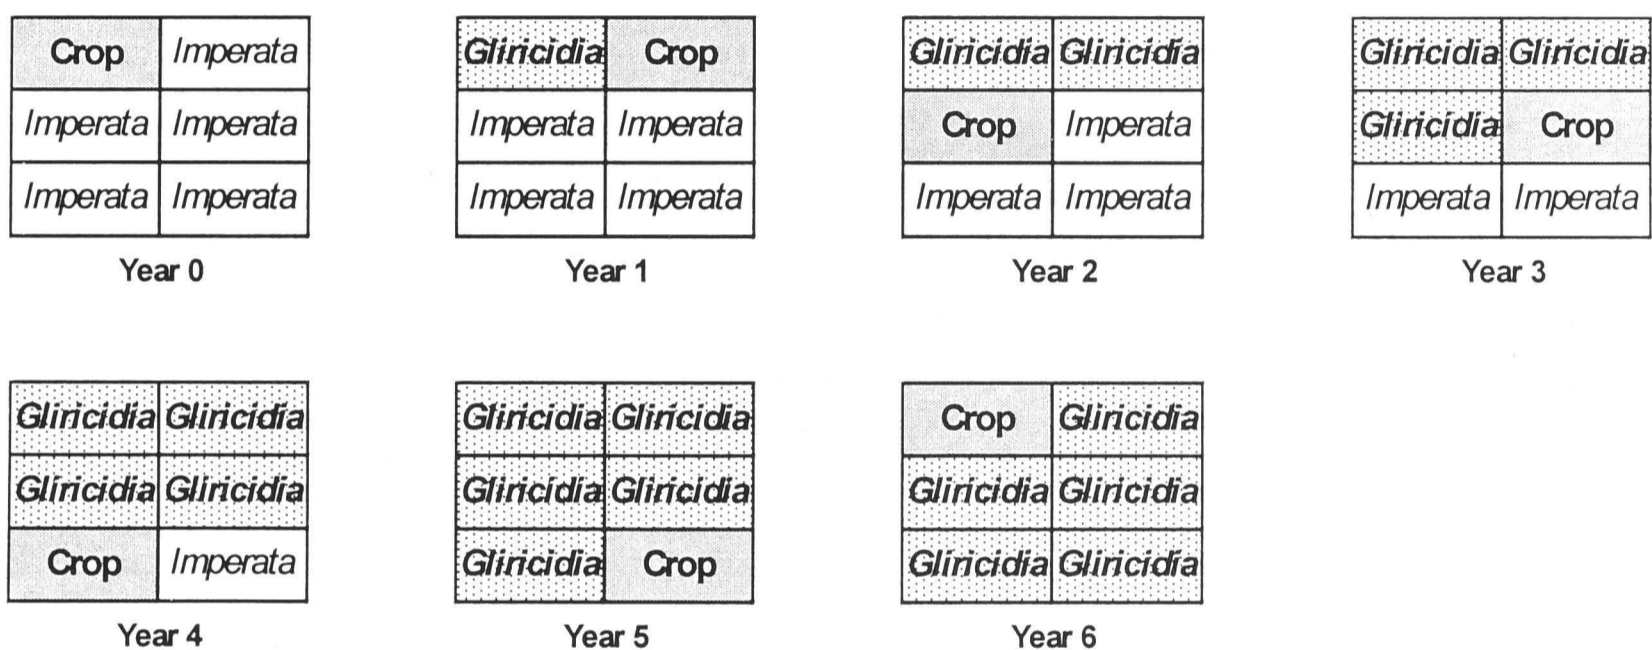 Crop Imperata
Imperata Imperata
Imperata Imperata
Year 0
Gliricidia Crop
Imperata Imperata
Imperata Imperata
Year 1
Gliricidia Gliricidia
Crop Imperata
Imperata Imperata
Year 2
Gliricidia Gliricidia
Gliricidia Crop
Imperata Imperata
Year 3
Gliricidia Gliricidia
Gliricidia Gliricidia
Crop Imperata
Year 4
Gliricidia Gliricidia
Gliricidia Gliricidia
Gliricidia Crop
Year 5
Crop Gliricidia
Gliricidia Gliricidia
Gliricidia Gliricidia
Year 6